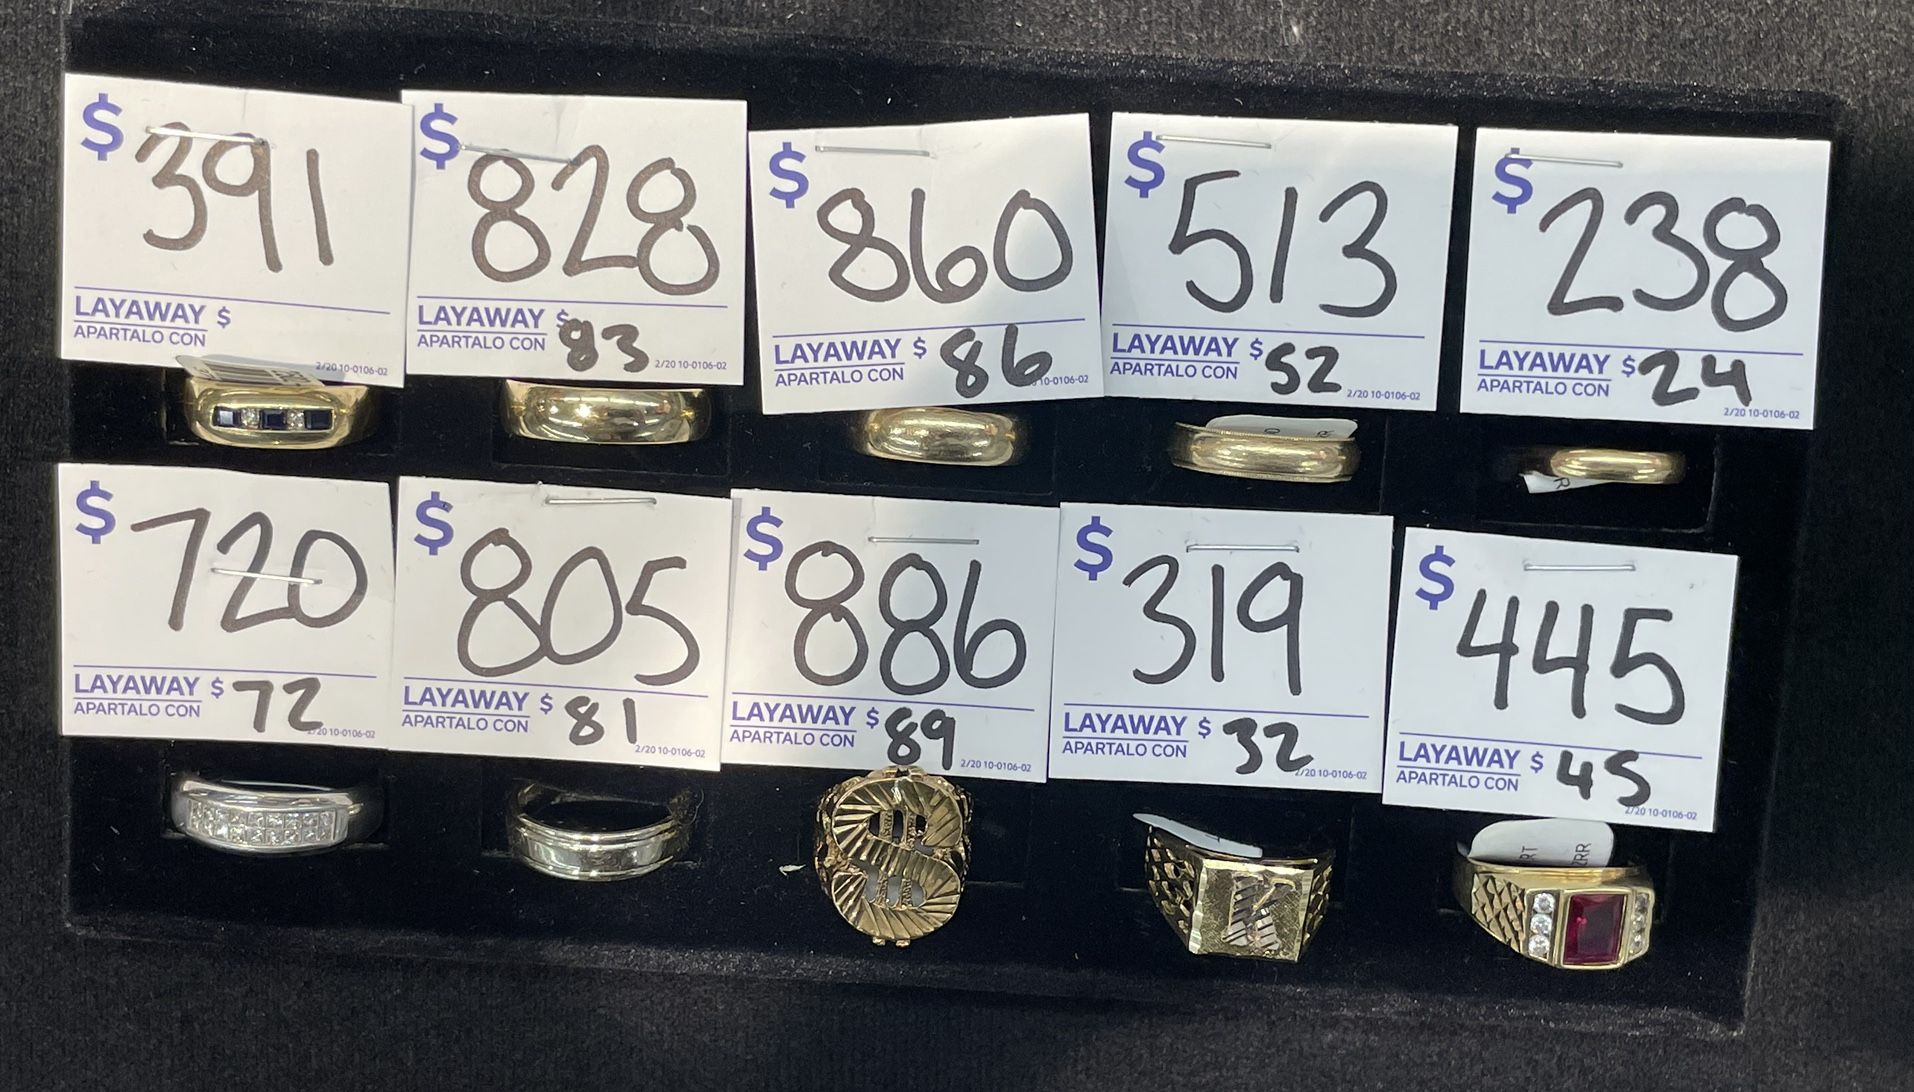 $ 391
LAYAWAY $
APARTALO CON
2/20 10-0106-02
$ 828
LAYAWAY $ 83
APARTALO CON
2/20 10-0106-02
$ 860
LAYAWAY $ 86
APARTALO CON
10-0106-02
$ 513
LAYAWAY $ 52
APARTALO CON
2/20 10-0106-02
$ 238
LAYAWAY $ 24
APARTALO CON
2/20 10-0106-02
$ 720
LAYAWAY $ 72
APARTALO CON
2/20 10-0106-02
$ 805
LAYAWAY $ 81
APARTALO CON
2/20 10-0106-02
$ 886
LAYAWAY $ 89
APARTALO CON
2/20 10-0106-02
$ 319
LAYAWAY $ 32
APARTALO CON
2/20 10-0106-02
K
$ 445
LAYAWAY $ 45
APARTALO CON
2/20 10-0106-02